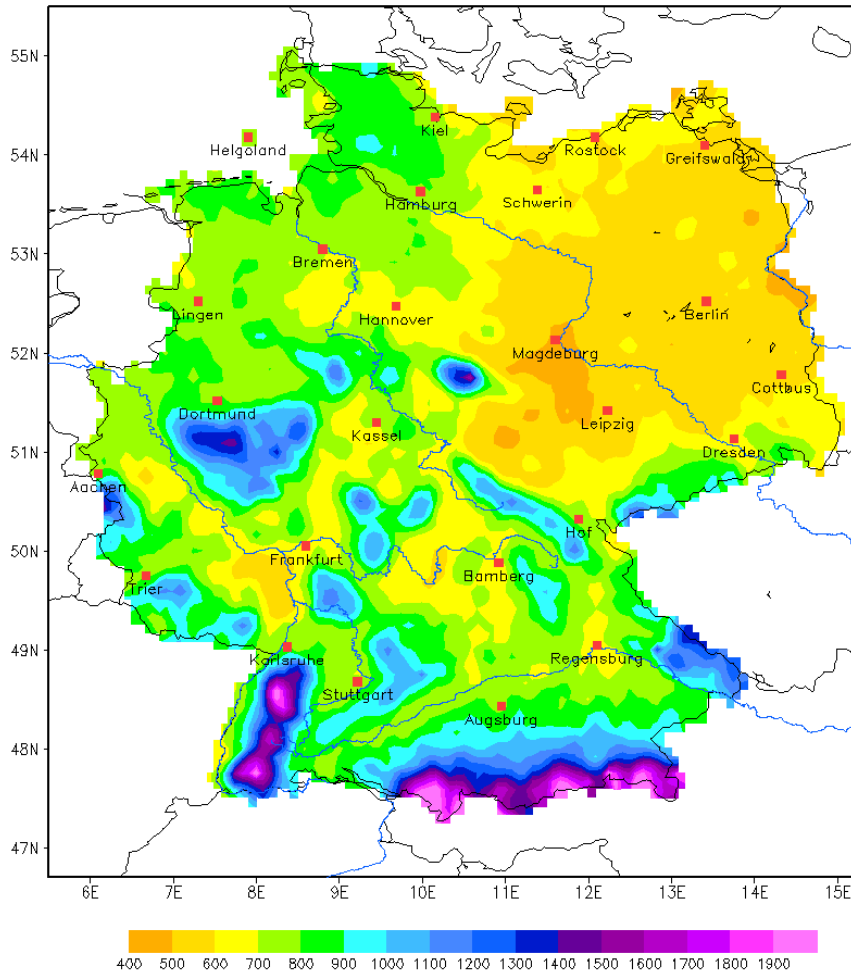 55N
Kiel
54N
Helgoland
Rostock
Greifswald
Hamburg
Schwerin
53N
Bremen
Lingen
Hannover
Berlin
52N
Magdeburg
Cottbus
Dortmund
Kassel
Leipzig
51N
Dresden
Aachen
Hof
50N
Frankfurt
Trier
Bamberg
49N
Karlsruhe
Regensburg
Stuttgart
Augsburg
48N
47N
6E 7E 8E 9E 10E 11E 12E 13E 14E 15E
400 500 600 700 800 900 1000 1100 1200 1300 1400 1500 1600 1700 1800 1900